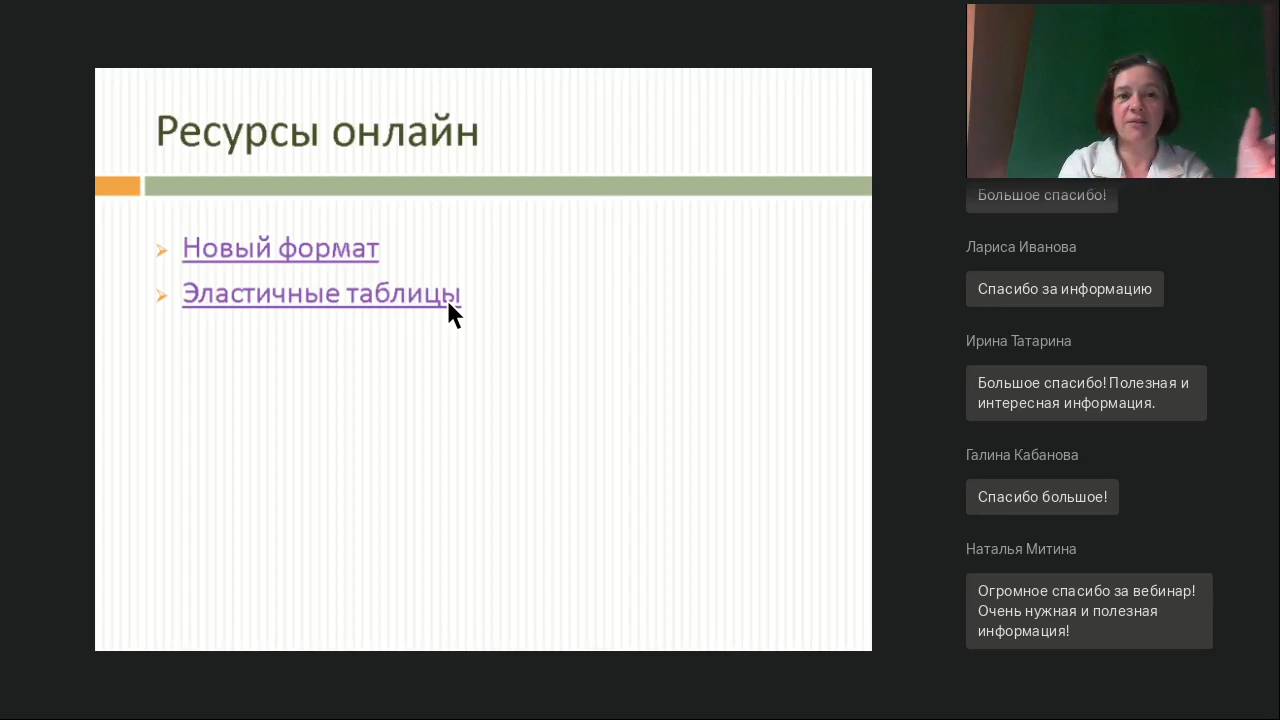 Ресурсы онлайн
Новый формат
Эластичные таблицы
Большое спасибо!
Лариса Иванова
Спасибо за информацию
Ирина Татарина
Большое спасибо! Полезная и
интересная информация.
Галина Кабанова
Спасибо большое!
Наталья Митина
Огромное спасибо за вебинар!
Очень нужная и полезная
информация!